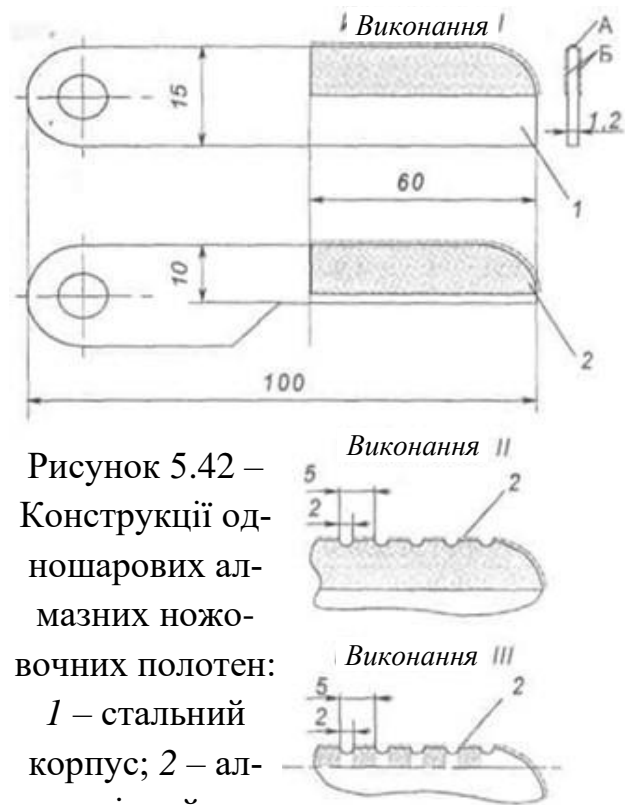 Виконання I
А
Б
15
1,2
60
1
10
2
100
Виконання II
5
2
2
Рисунок 5.42 –
Конструкції од-
ношарових ал-
мазних ножо-
вочних полотен:
1 – стальний
корпус; 2 – ал-
Виконання III
5
2
2